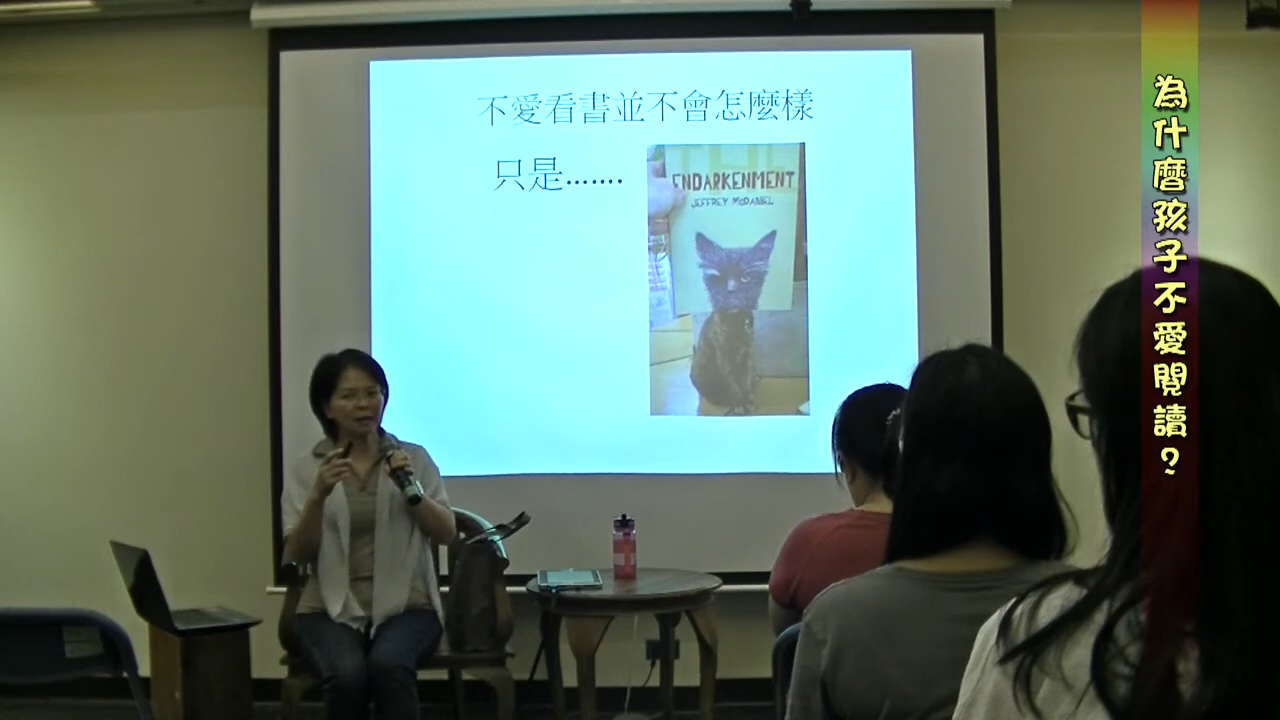 不愛看書並不會怎麼樣
只是.......
ENDARKENMENT
JEFFREY McDANIEL
為什麼孩子不愛閱讀？